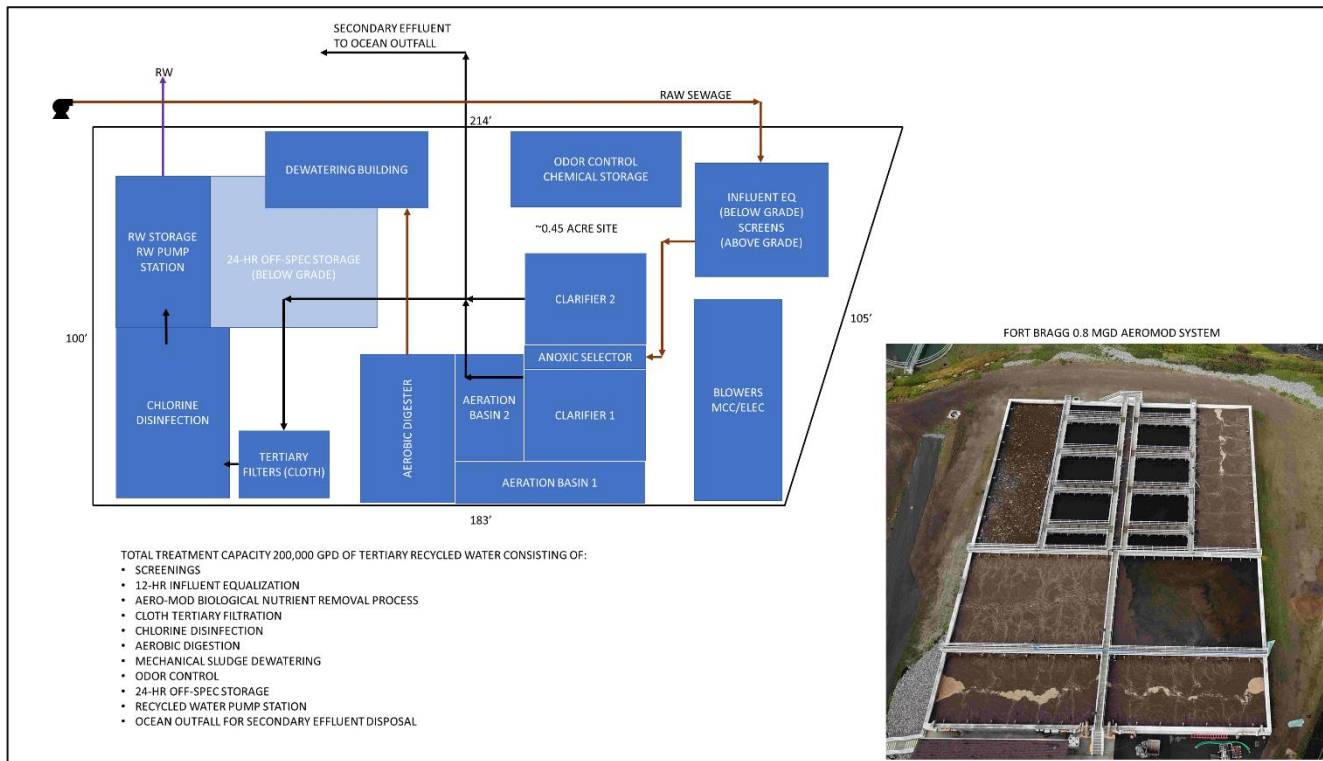 SECONDARY EFFLUENT
TO OCEAN OUTFALL
RW
RAW SEWAGE
214'
DEWATERING BUILDING
ODOR CONTROL
CHEMICAL STORAGE
INFLUENT EQ
(BELOW GRADE)
SCREENS
(ABOVE GRADE)
~0.45 ACRE SITE
RW STORAGE
RW PUMP
STATION
24-HR OFF-SPEC STORAGE
(BELOW GRADE)
CLARIFIER 2
100'
105'
ANOXIC SELECTOR
CHLORINE
DISINFECTION
TERTIARY
FILTERS (CLOTH)
AEROBIC DIGESTER
AERATION
BASIN 2
CLARIFIER 1
BLOWERS
MCC/ELEC
AERATION BASIN 1
183'
FORT BRAGG 0.8 MGD AEROMOD SYSTEM
TOTAL TREATMENT CAPACITY 200,000 GPD OF TERTIARY RECYCLED WATER CONSISTING OF:
• SCREENINGS
• 12-HR INFLUENT EQUALIZATION
• AERO-MOD BIOLOGICAL NUTRIENT REMOVAL PROCESS
• CLOTH TERTIARY FILTRATION
• CHLORINE DISINFECTION
• AEROBIC DIGESTION
• MECHANICAL SLUDGE DEWATERING
• ODOR CONTROL
• 24-HR OFF-SPEC STORAGE
• RECYCLED WATER PUMP STATION
• OCEAN OUTFALL FOR SECONDARY EFFLUENT DISPOSAL